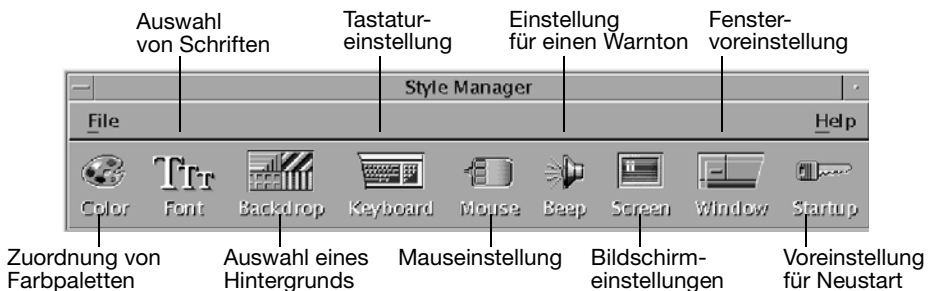 Auswahl
von Schriften
Tastatur-
einstellung
Einstellung
für einen Warnton
Fenster-
voreinstellung
Style Manager
File
Help
Color
Font
Backdrop
Keyboard
Mouse
Beep
Screen
Window
Startup
Zuordnung von
Farbpaletten
Auswahl eines
Hintergrunds
Mauseinstellung
Bildschirm-
einstellungen
Voreinstellung
für Neustart